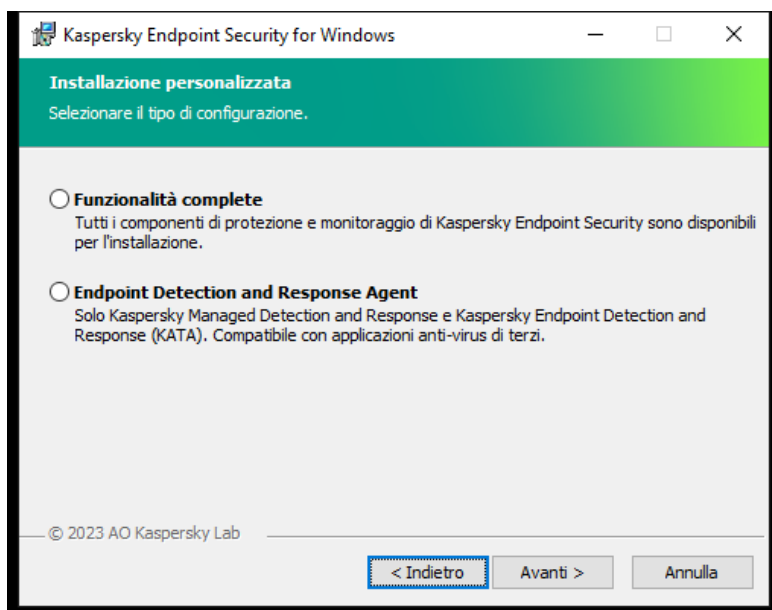 Kaspersky Endpoint Security for Windows
Installazione personalizzata
Selezionare il tipo di configurazione.
Funzionalità complete
Tutti i componenti di protezione e monitoraggio di Kaspersky Endpoint Security sono disponibili
per l'installazione.
Endpoint Detection and Response Agent
Solo Kaspersky Managed Detection and Response e Kaspersky Endpoint Detection and
Response (KATA). Compatibile con applicazioni anti-virus di terzi.
© 2023 AO Kaspersky Lab
< Indietro Avanti > Annulla